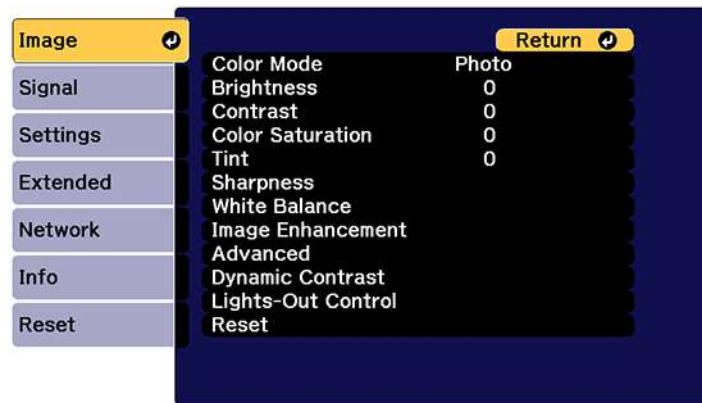 Image
Signal
Settings
Extended
Network
Info
Reset
Return
Color Mode Photo
Brightness 0
Contrast 0
Color Saturation 0
Tint 0
Sharpness
White Balance
Image Enhancement
Advanced
Dynamic Contrast
Lights-Out Control
Reset